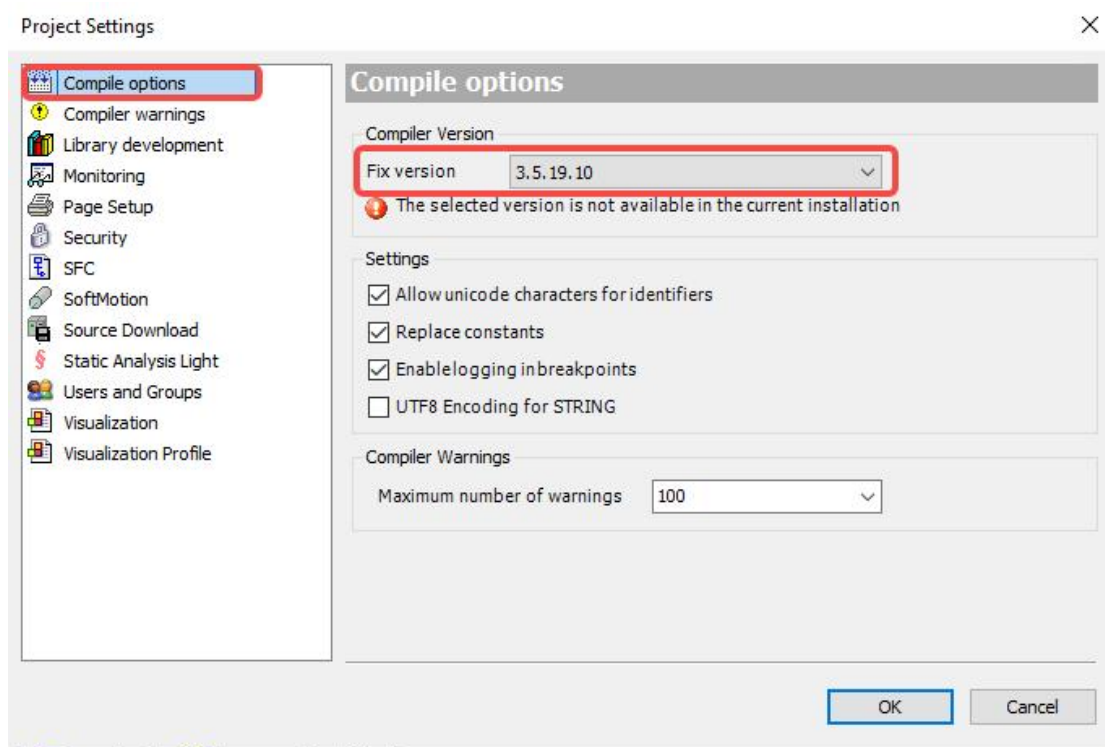 Project Settings
Compile options
Compiler warnings
Library development
Monitoring
Page Setup
Security
SFC
SoftMotion
Source Download
Static Analysis Light
Users and Groups
Visualization
Visualization Profile
Compile options
Compiler Version
Fix version 3.5.19.10
The selected version is not available in the current installation
Settings
Allow unicode characters for identifiers
Replace constants
Enable logging in breakpoints
UTF8 Encoding for STRING
Compiler Warnings
Maximum number of warnings 100
OK Cancel